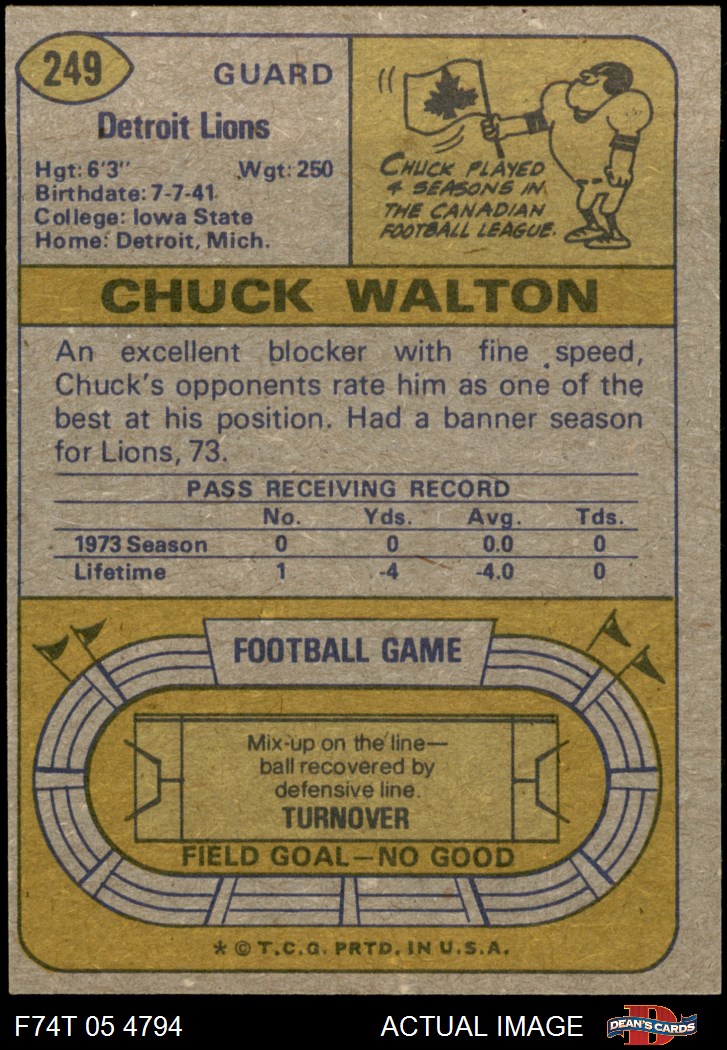 249
GUARD
Detroit Lions
Hgt: 6'3" Wgt: 250
Birthdate: 7-7-41
College: Iowa State
Home: Detroit, Mich.
CHUCK PLAYED
4 SEASONS IN
THE CANADIAN
FOOTBALL LEAGUE.
CHUCK WALTON
An excellent blocker with fine speed,
Chuck's opponents rate him as one of the
best at his position. Had a banner season
for Lions, 73.
PASS RECEIVING RECORD
No. Yds. Avg. Tds.
1973 Season 0 0 0.0 0
Lifetime 1 -4 -4.0 0
FOOTBALL GAME
Mix-up on the line—
ball recovered by
defensive line.
TURNOVER
FIELD GOAL—NO GOOD
* © T.C.G. PRTD. IN U.S.A.
F74T 05 4794 ACTUAL IMAGE D DEAN'S CARDS